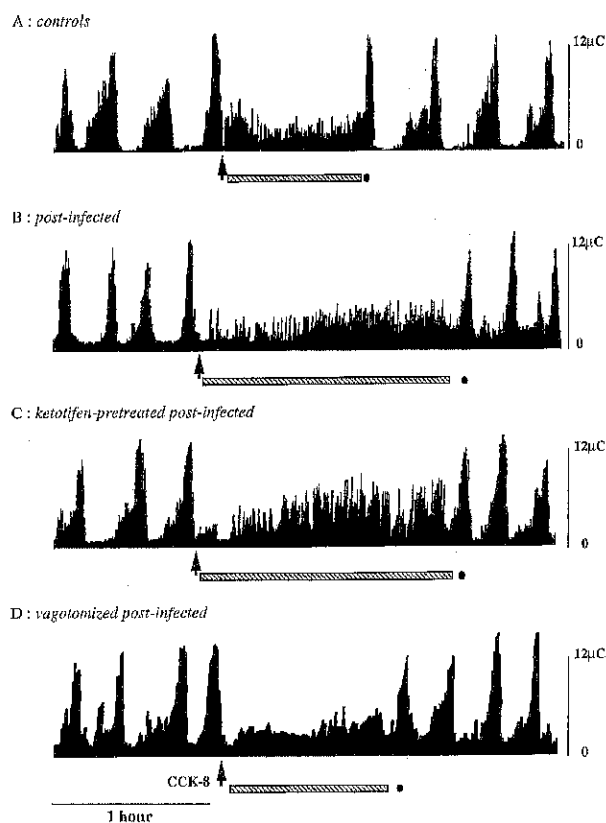 A : controls
12µC
0
B : post-infected
12µC
0
C : ketotifen-pretreated post-infected
12µC
0
D : vagotomized post-infected
12µC
0
CCK-8
1 hour